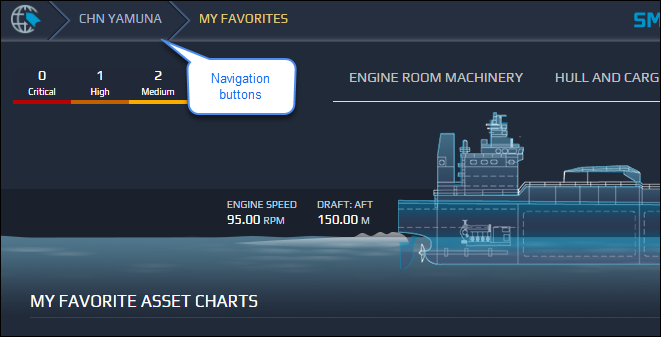 CHN YAMUNA
MY FAVORITES
SM
0
1
2
Critical
High
Medium
Navigation
buttons
ENGINE ROOM MACHINERY
HULL AND CARG
ENGINE SPEED
DRAFT: AFT
95.00 RPM
150.00 M
MY FAVORITE ASSET CHARTS